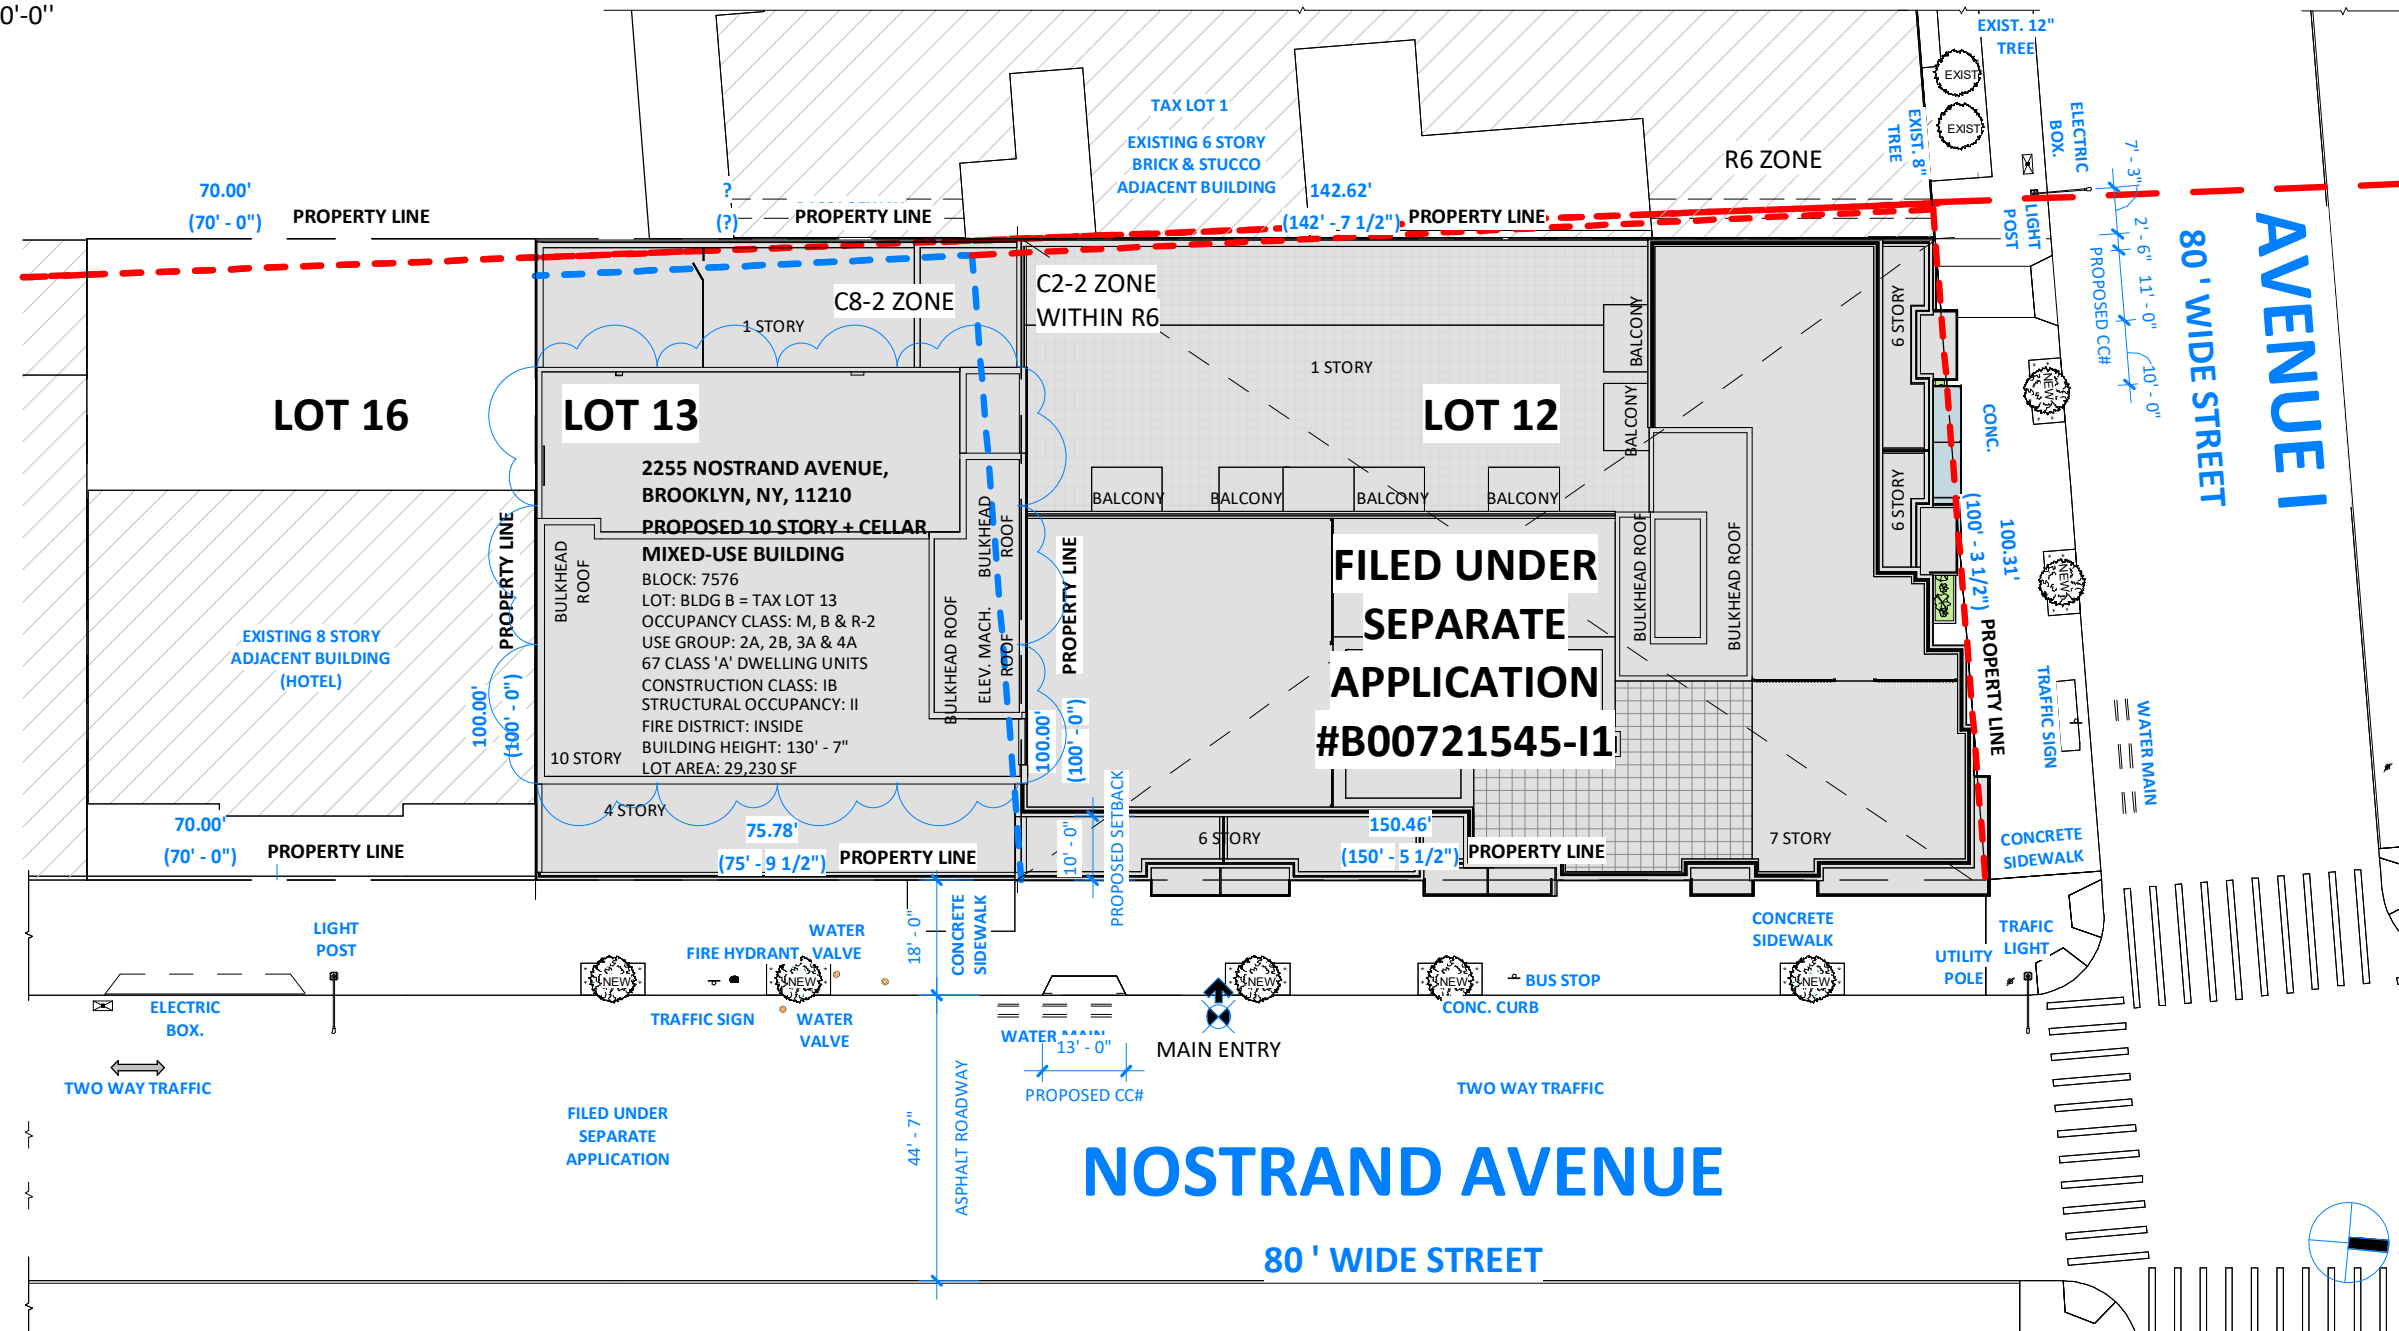 0'-0"
EXIST. 12"
TREE
EXIST
EXIST
EXIST. 8"
TREE
ELECTRIC
BOX.
LIGHT
POST
TAX LOT 1
EXISTING 6 STORY
BRICK & STUCCO
ADJACENT BUILDING
R6 ZONE
70.00'
(70' - 0")
PROPERTY LINE
?
(?)
PROPERTY LINE
142.62'
(142' - 7 1/2")
PROPERTY LINE
7' - 3"
2' - 6"
11' - 0"
10' - 0"
PROPOSED CC#
AVENUE I
80 ' WIDE STREET
C8-2 ZONE
C2-2 ZONE
WITHIN R6
1 STORY
1 STORY
BALCONY
BALCONY
6 STORY
6 STORY
LOT 16
LOT 13
LOT 12
NEW
CONC.
2255 NOSTRAND AVENUE,
BROOKLYN, NY, 11210
PROPOSED 10 STORY + CELLAR
MIXED-USE BUILDING
BLOCK: 7576
LOT: BLDG B = TAX LOT 13
OCCUPANCY CLASS: M, B & R-2
USE GROUP: 2A, 2B, 3A & 4A
67 CLASS 'A' DWELLING UNITS
CONSTRUCTION CLASS: IB
STRUCTURAL OCCUPANCY: II
FIRE DISTRICT: INSIDE
BUILDING HEIGHT: 130' - 7"
LOT AREA: 29,230 SF
BULKHEAD
ROOF
10 STORY
4 STORY
BULKHEAD
ROOF
ELEV. MACH.
ROOF
BULKHEAD ROOF
BALCONY
BALCONY
BALCONY
BALCONY
FILED UNDER
SEPARATE
APPLICATION
#B00721545-I1
BULKHEAD ROOF
BULKHEAD ROOF
PROPERTY LINE
100.00'
(100' - 0")
PROPERTY LINE
100.00'
(100' - 0")
100.31'
(100' - 3 1/2")
PROPERTY LINE
NEW
TRAFFIC SIGN
WATER MAIN
EXISTING 8 STORY
ADJACENT BUILDING
(HOTEL)
70.00'
(70' - 0")
PROPERTY LINE
75.78'
(75' - 9 1/2")
PROPERTY LINE
10' - 0"
PROPOSED SETBACK
6 STORY
150.46'
(150' - 5 1/2")
PROPERTY LINE
7 STORY
CONCRETE
SIDEWALK
LIGHT
POST
ELECTRIC
BOX.
NEW
FIRE HYDRANT
WATER
VALVE
NEW
TRAFFIC SIGN
WATER
VALVE
18' - 0"
CONCRETE
SIDEWALK
WATER MAIN
13' - 0"
PROPOSED CC#
NEW
MAIN ENTRY
NEW
BUS STOP
CONC. CURB
CONCRETE
SIDEWALK
NEW
UTILITY
POLE
TRAFIC
LIGHT
TWO WAY TRAFFIC
FILED UNDER
SEPARATE
APPLICATION
44' - 7"
ASPHALT ROADWAY
TWO WAY TRAFFIC
NOSTRAND AVENUE
80 ' WIDE STREET